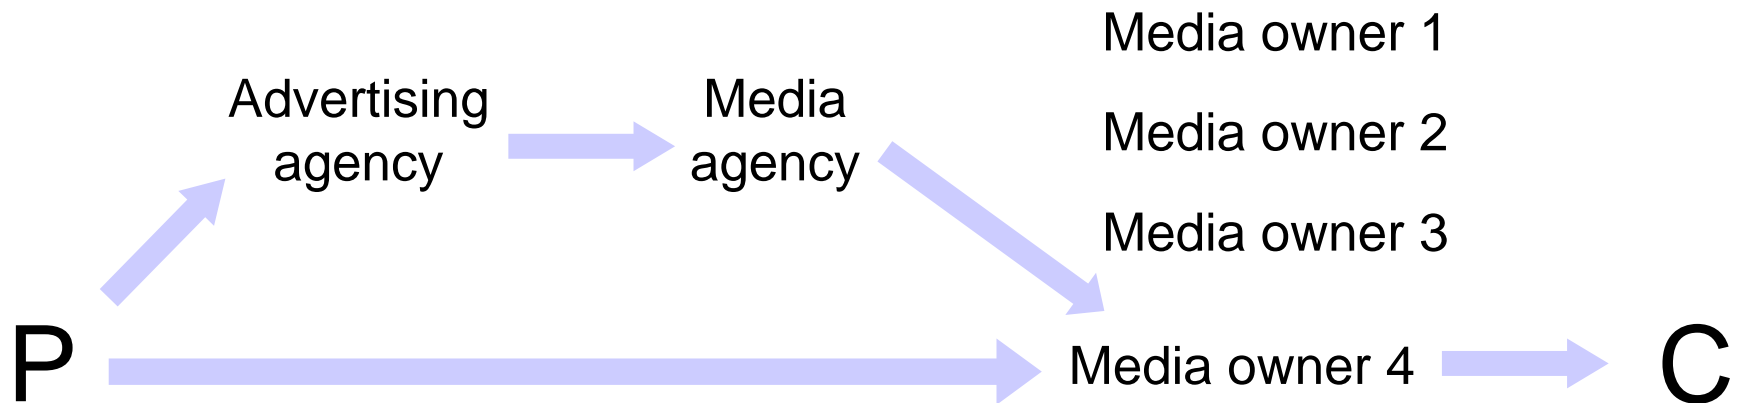 Media owner 1
Advertising
agency
Media
agency
Media owner 2
Media owner 3
P
Media owner 4
C